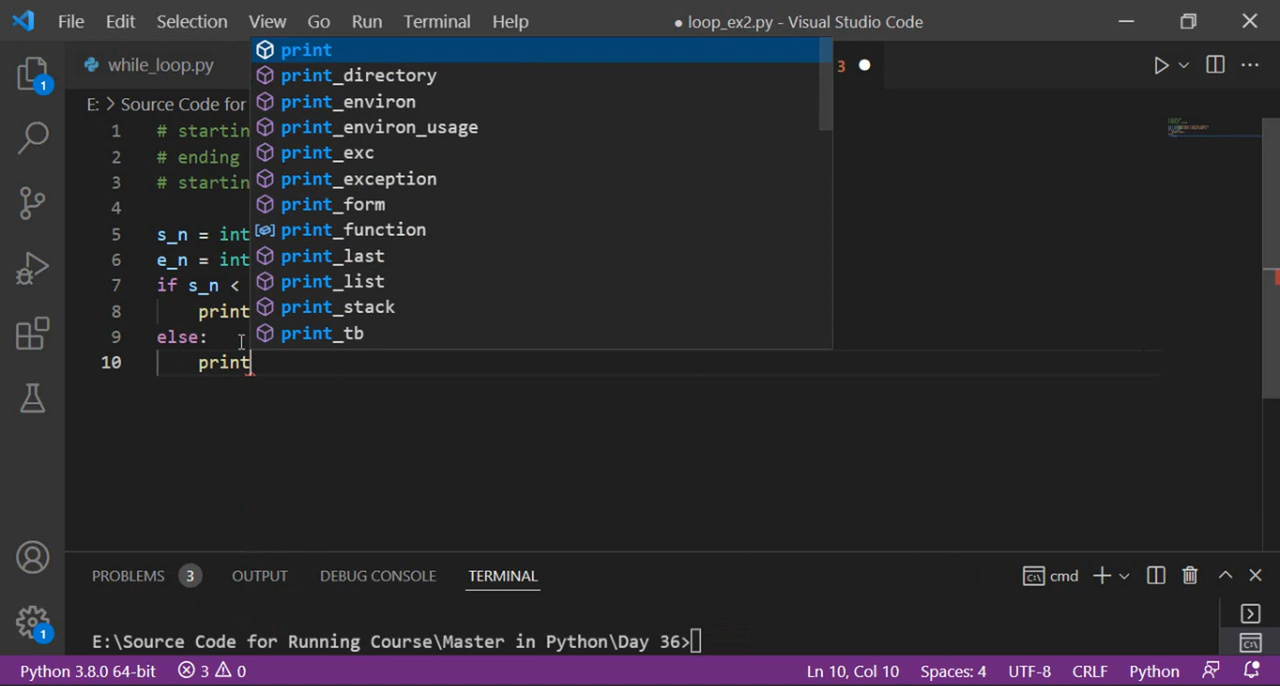 File Edit Selection View Go Run Terminal Help ● loop_ex2.py - Visual Studio Code
while_loop.py 3
E: > Source Code for
1 # startin
2 # ending
3 # startin
4
5 s_n = int
6 e_n = int
7 if s_n <
8 print
9 else:
10 print
print
print_directory
print_environ
print_environ_usage
print_exc
print_exception
print_form
print_function
print_last
print_list
print_stack
print_tb
1
1
PROBLEMS 3 OUTPUT DEBUG CONSOLE TERMINAL cmd
E:\Source Code for Running Course\Master in Python\Day 36>
Python 3.8.0 64-bit 3 0 Ln 10, Col 10 Spaces: 4 UTF-8 CRLF Python